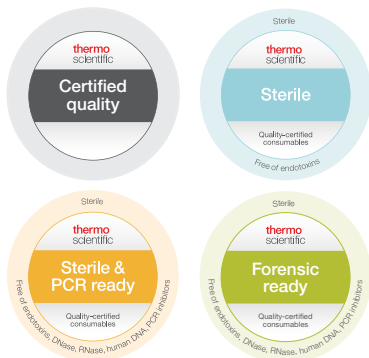 thermo
scientific
Certified
quality
Sterile
thermo
scientific
Sterile
Quality-certified
consumables
Free of endotoxins
Sterile
thermo
scientific
Sterile &
PCR ready
Quality-certified
consumables
Free of endotoxins, DNase, RNase, human DNA, PCR inhibitors
Sterile
thermo
scientific
Forensic
ready
Quality-certified
consumables
Free of endotoxins, DNase, RNase, human DNA, PCR inhibitors